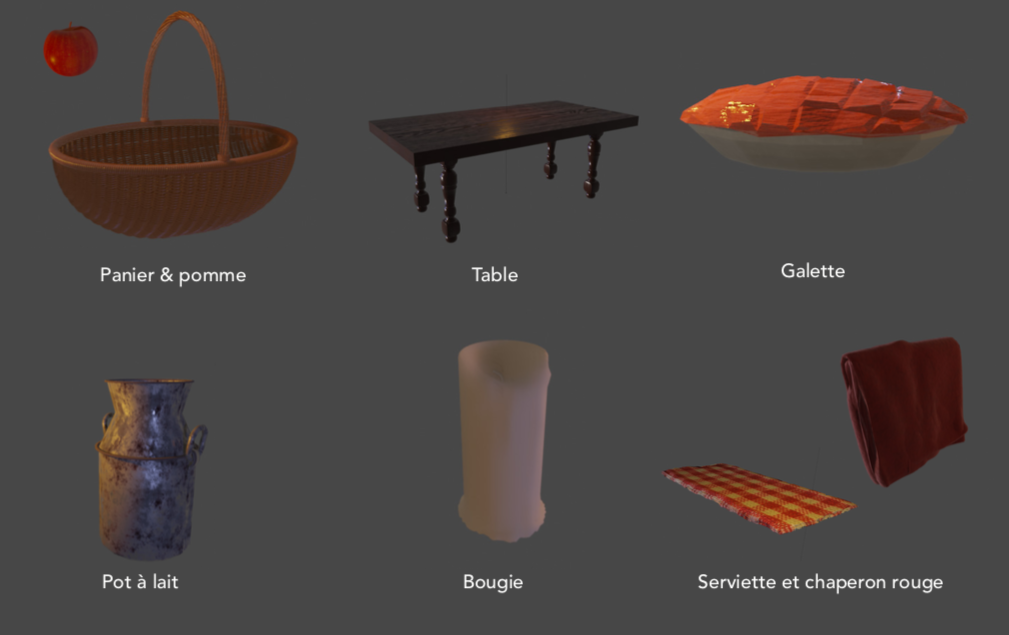 Panier & pomme
Table
Galette
Pot à lait
Bougie
Serviette et chaperon rouge